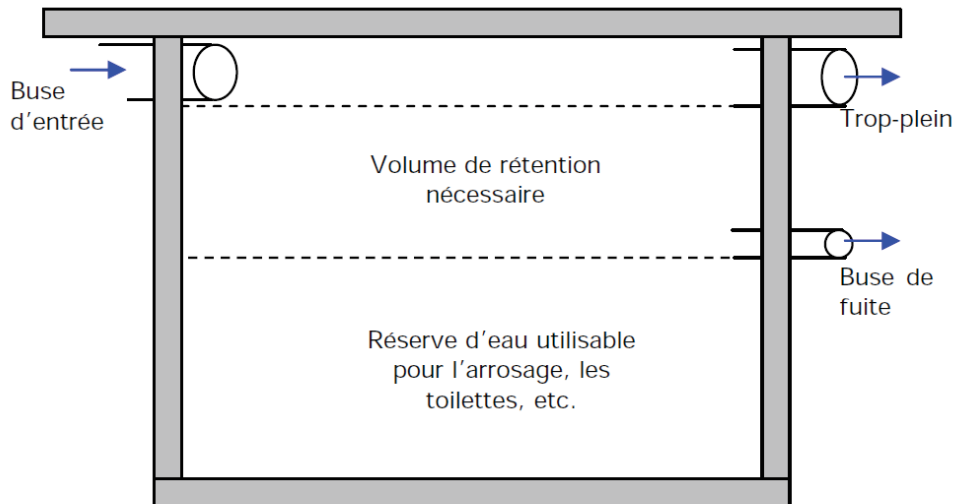 Buse
d'entrée
Trop-plein
Volume de rétention
nécessaire
Buse de
fuite
Réserve d'eau utilisable
pour l'arrosage, les
toilettes, etc.